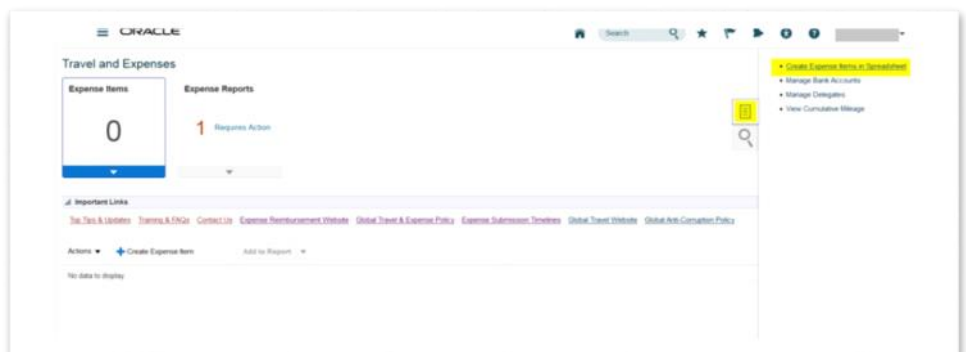 ORACLE
Search
Travel and Expenses
Expense Items
Expense Reports
0
1 Requires Action
Create Expense Items in Spreadsheet
Manage Bank Accounts
Manage Delegates
View Cumulative Mileage
Important Links
Top Tips & Updates Training & FAQs Contact Us Expense Reimbursement Website Global Travel & Expense Policy Expense Submission Timelines Global Travel Website Global Anti-Corruption Policy
Actions Create Expense Item Add to Report
No data to display